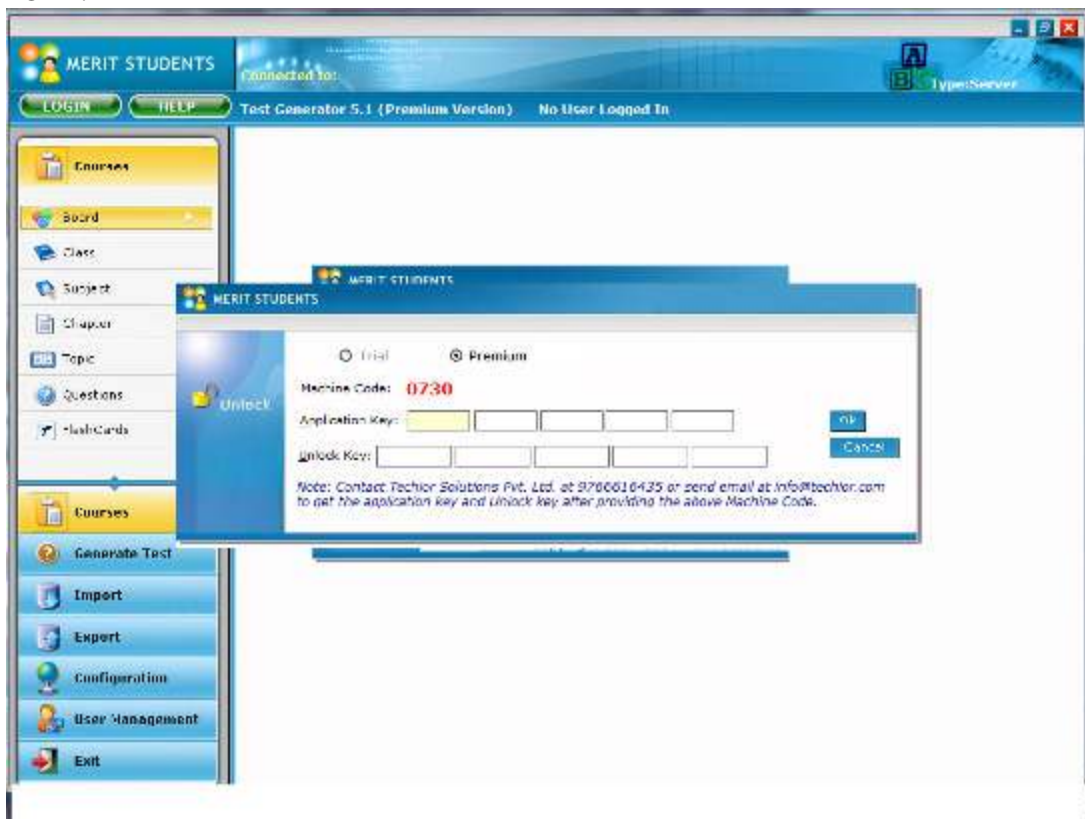 MERIT STUDENTS
Connected to:
Type:Server
LOGIN
HELP
Test Generator 5.1 (Premium Version)
No User Logged In
Courses
Board
Class
Subject
Chapter
Topic
Questions
FlashCards
MERIT STUDENTS
MERIT STUDENTS
Unlock
Trial
Premium
Machine Code: 0730
Application Key:
Ok
Unlock Key:
Cancel
Note: Contact Techior Solutions Pvt. Ltd. at 9766616435 or send email at info@techior.com
to get the application key and Unlock key after providing the above Machine Code.
Courses
Generate Test
Import
Export
Configuration
User Management
Exit